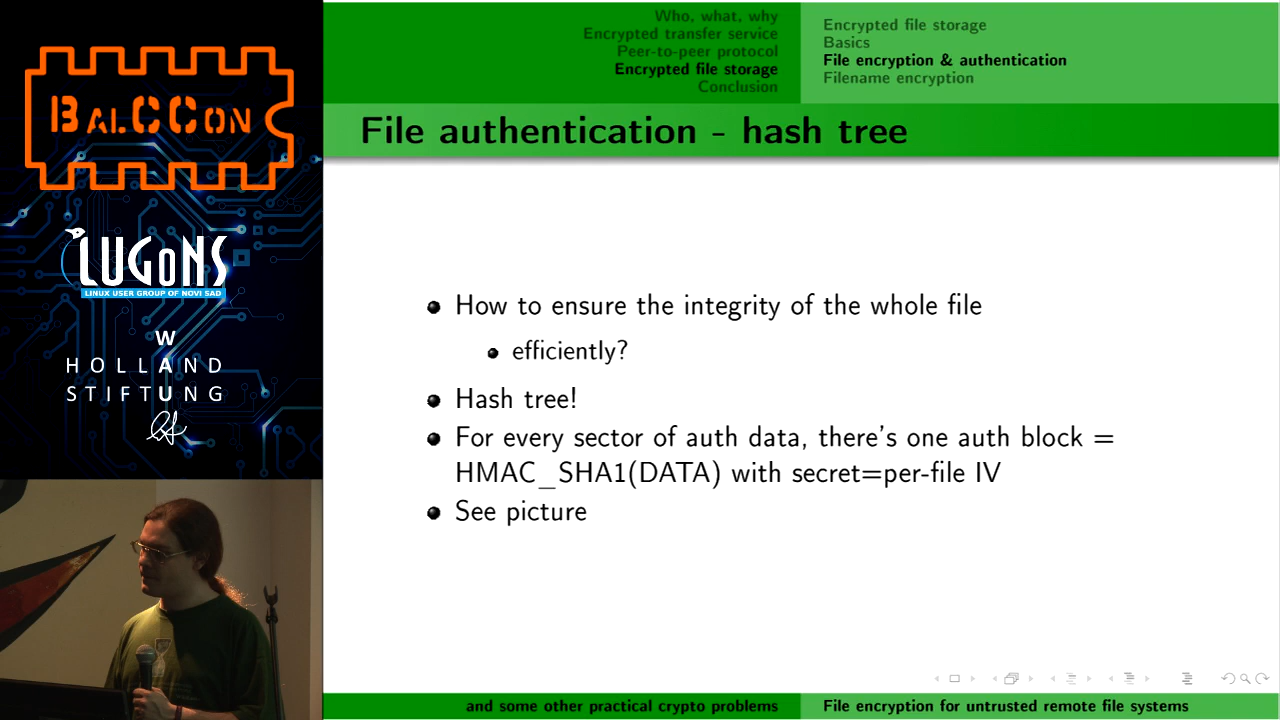 BALCCON
LUGONS
LINUX USER GROUP OF NOVI SAD
W
HOLLAND
A
STIFTUNG
Who, what, why
Encrypted transfer service
Peer-to-peer protocol
Encrypted file storage
Conclusion
Encrypted file storage
Basics
File encryption & authentication
Filename encryption
File authentication - hash tree
How to ensure the integrity of the whole file
efficiently?
Hash tree!
For every sector of auth data, there's one auth block =
HMAC_SHA1(DATA) with secret=per-file IV
See picture
and some other practical crypto problems
File encryption for untrusted remote file systems